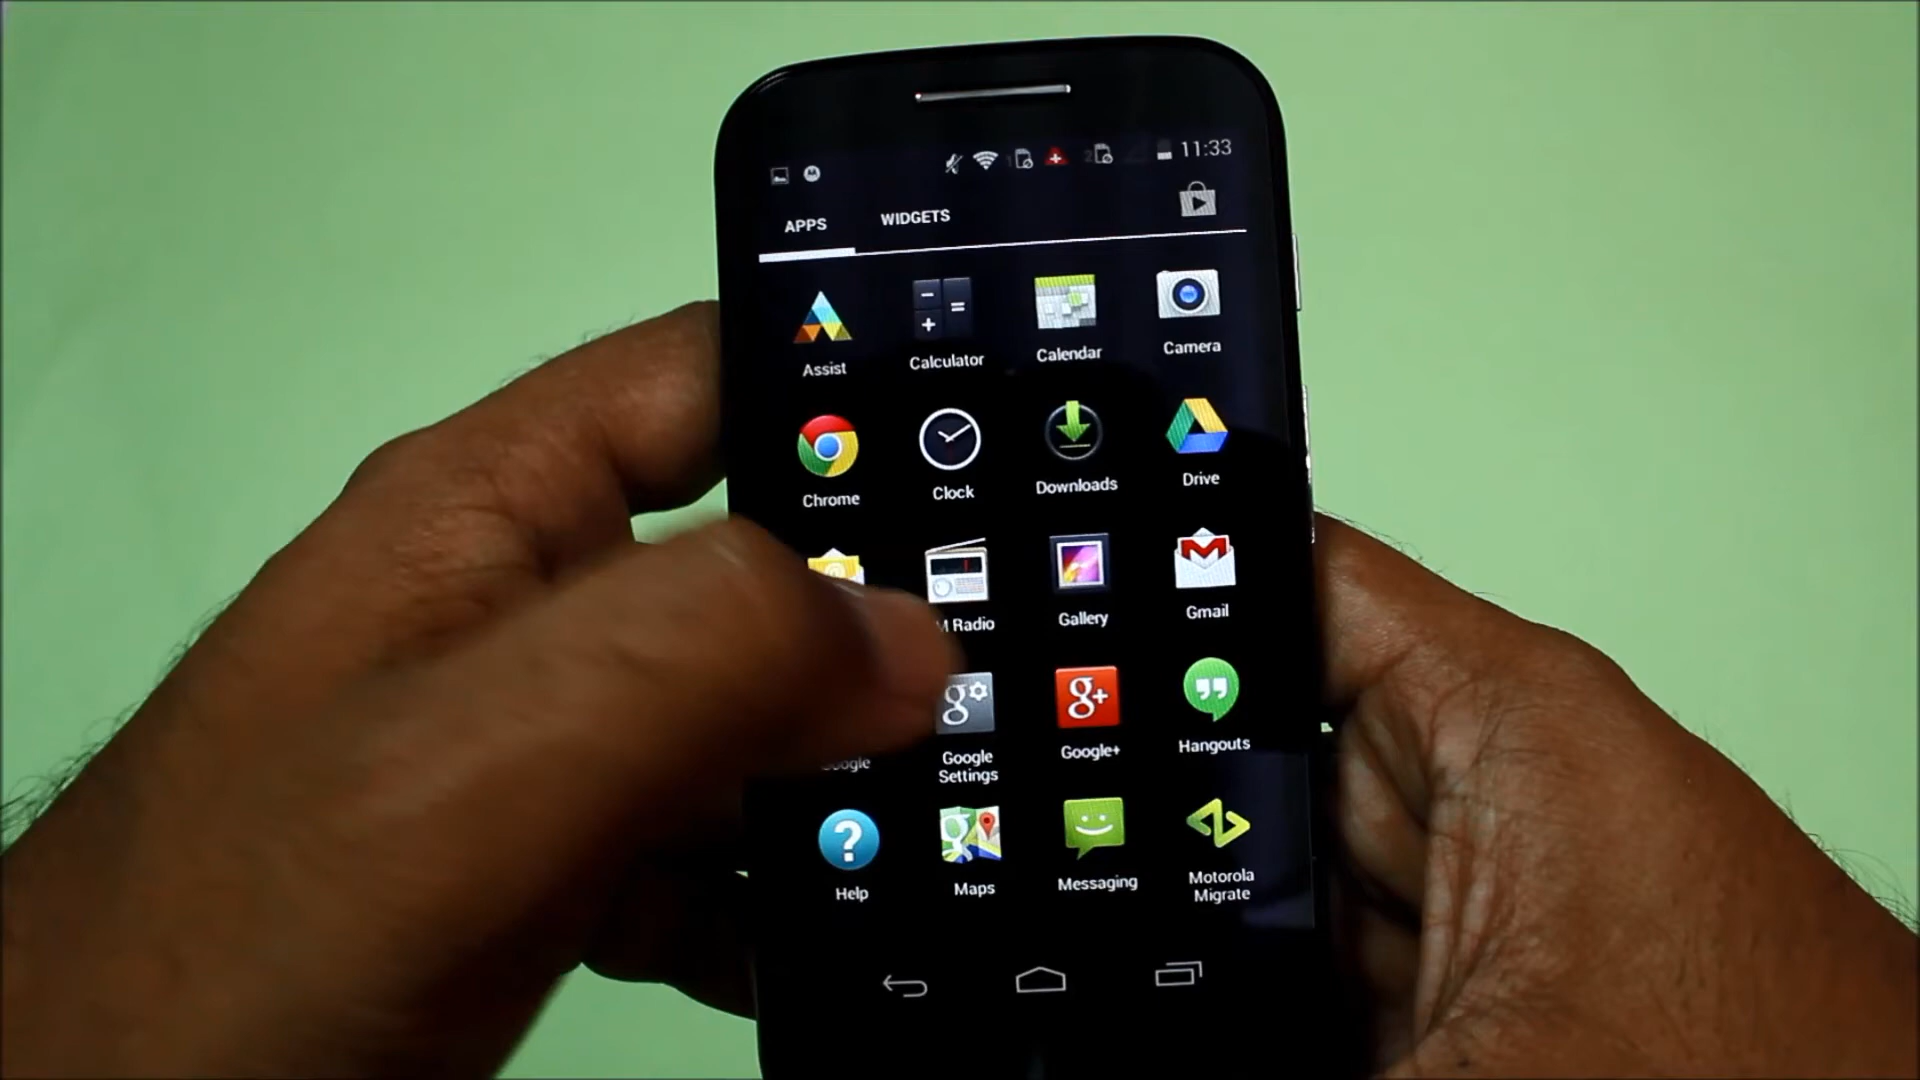 11:33
APPS WIDGETS
Assist Calculator Calendar Camera
Chrome Clock Downloads Drive
M Radio Gallery Gmail
oogle Google Settings Google+ Hangouts
Help Maps Messaging Motorola Migrate